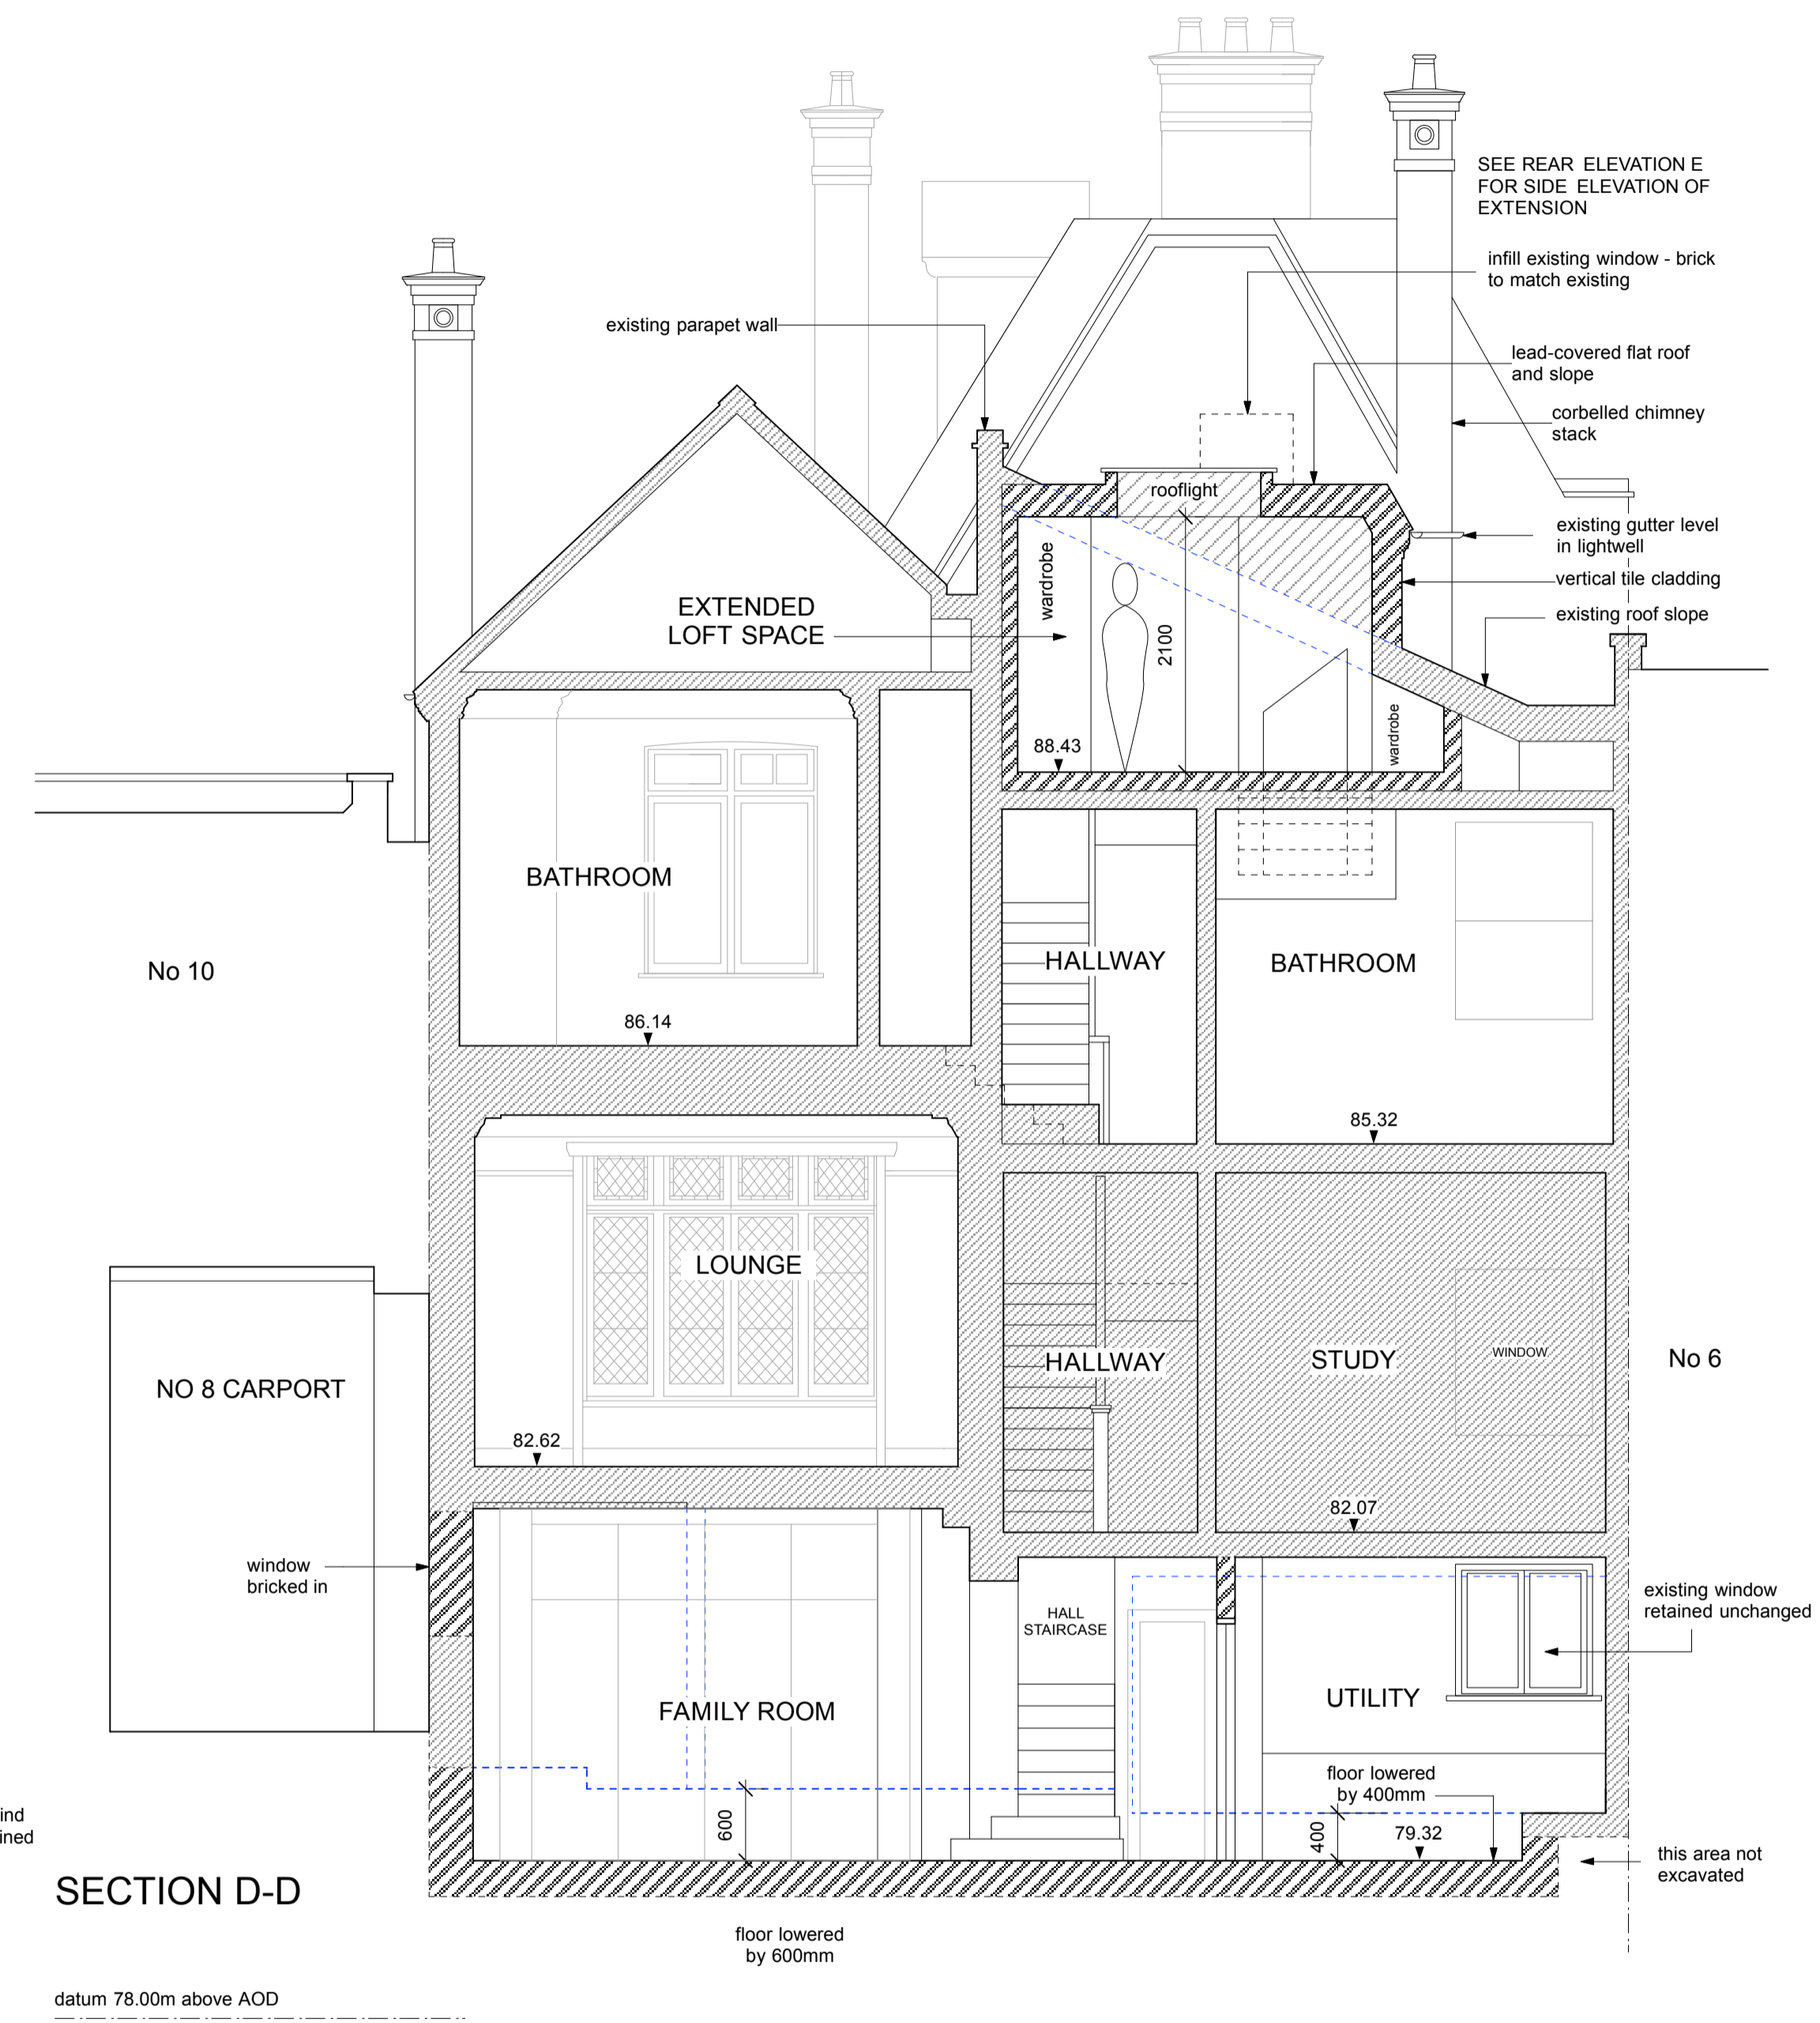 SEE REAR ELEVATION E
FOR SIDE ELEVATION OF
EXTENSION
infill existing window - brick
to match existing
existing parapet wall
lead-covered flat roof
and slope
corbelled chimney
stack
rooflight
existing gutter level
in lightwell
wardrobe
vertical tile cladding
EXTENDED
LOFT SPACE
existing roof slope
2100
wardrobe
88.43
BATHROOM
No 10
HALLWAY
BATHROOM
86.14
85.32
LOUNGE
NO 8 CARPORT
HALLWAY
STUDY
WINDOW
No 6
82.62
82.07
window
bricked in
existing window
retained unchanged
HALL
STAIRCASE
FAMILY ROOM
UTILITY
floor lowered
by 400mm
600
400
79.32
ind
ined
this area not
excavated
SECTION D-D
floor lowered
by 600mm
datum 78.00m above AOD